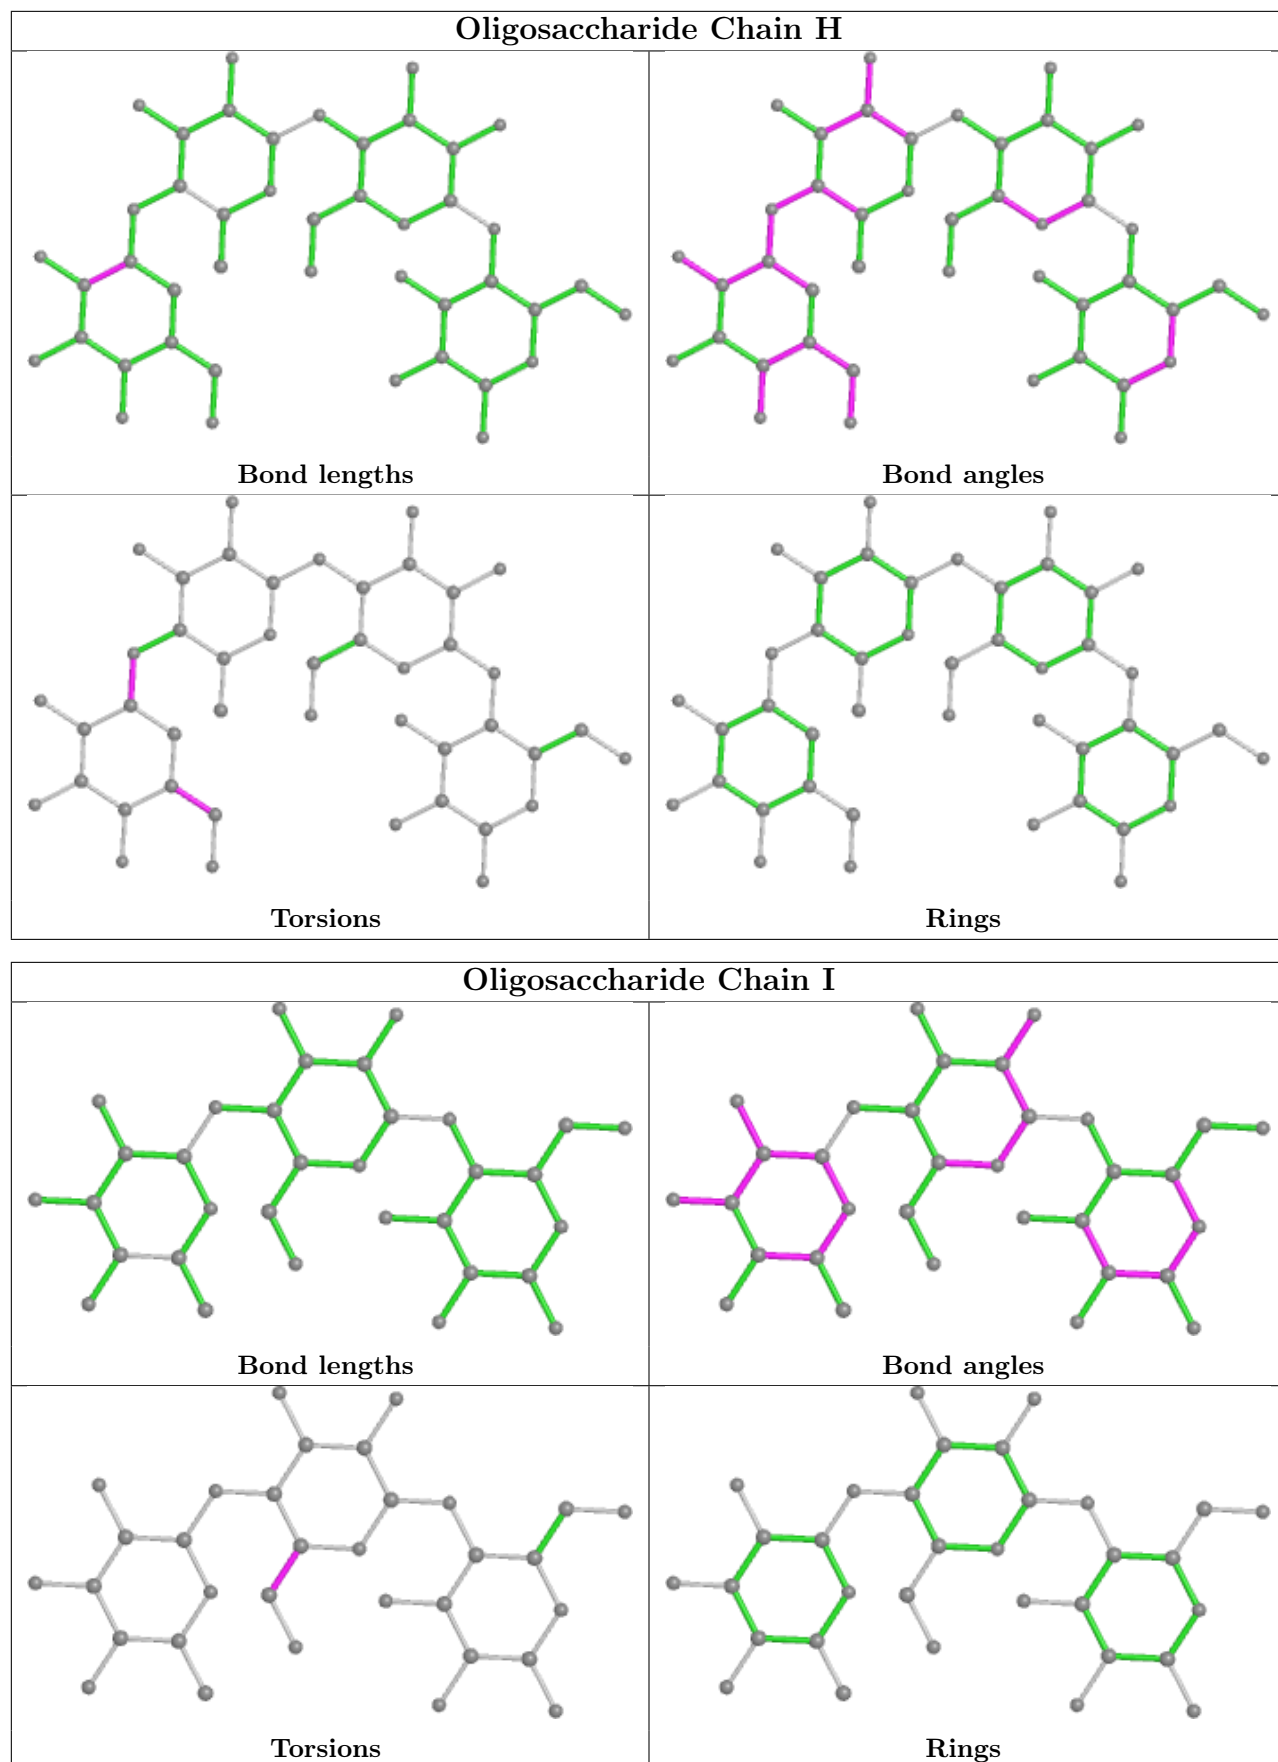 Oligosaccharide Chain H
Bond lengths
Bond angles
Torsions
Rings
Oligosaccharide Chain I
Bond lengths
Bond angles
Torsions
Rings